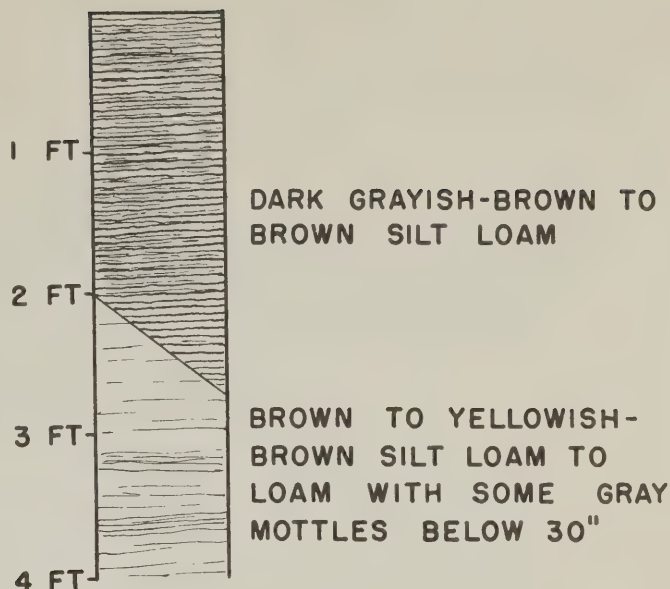 1 FT
DARK GRAYISH-BROWN TO
BROWN SILT LOAM
2 FT
3 FT
BROWN TO YELLOWISH-
BROWN SILT LOAM TO
LOAM WITH SOME GRAY
MOTTLES BELOW 30"
4 FT